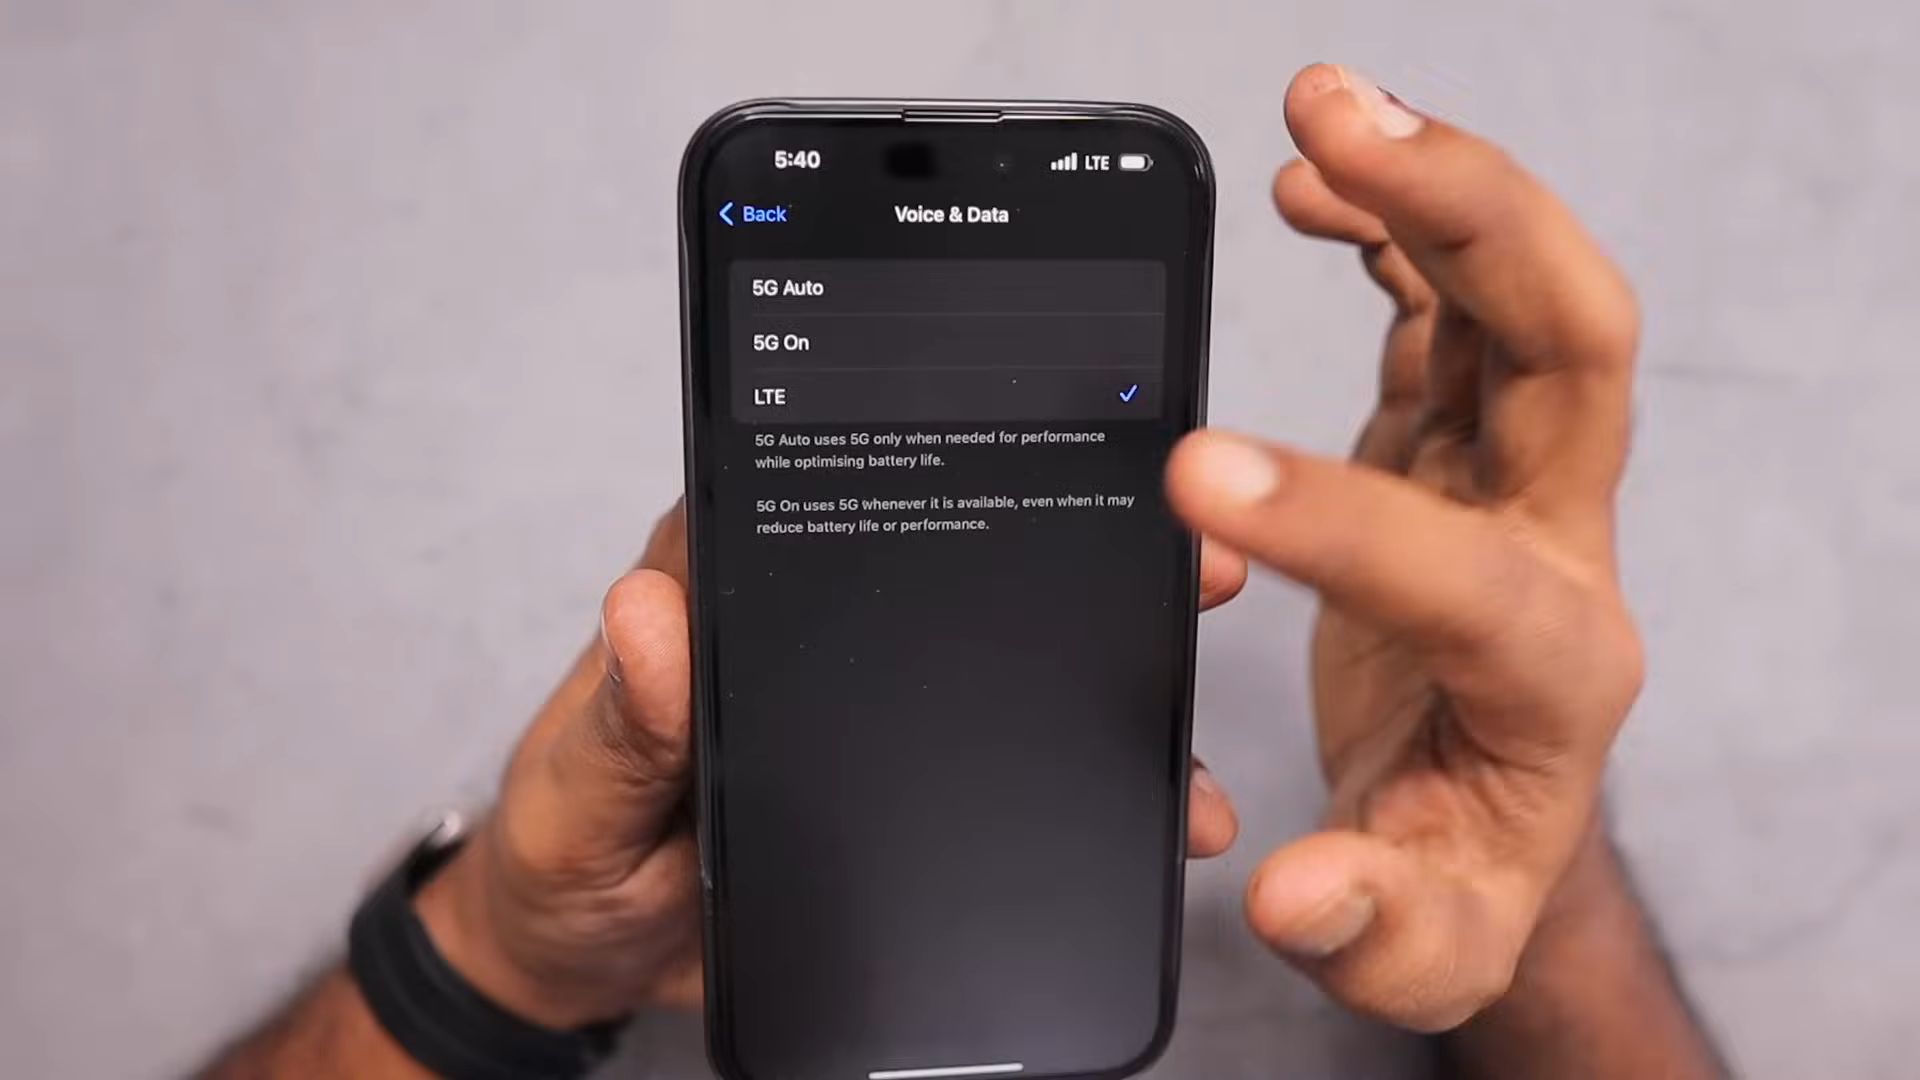 5:40
LTE
Back
Voice & Data
5G Auto
5G On
LTE
5G Auto uses 5G only when needed for performance
while optimising battery life.
5G On uses 5G whenever it is available, even when it may
reduce battery life or performance.